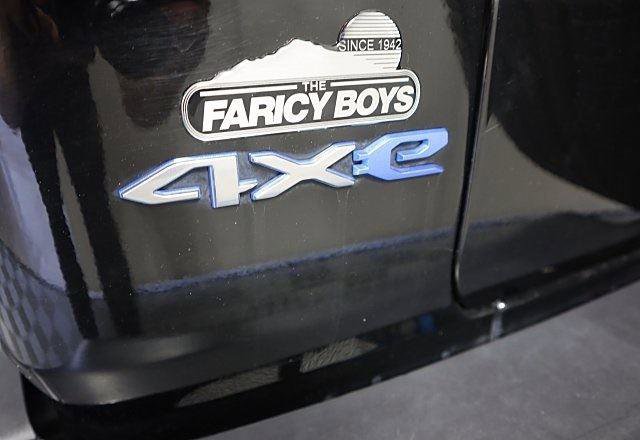 SINCE 1942
THE
FARICY BOYS
4xe